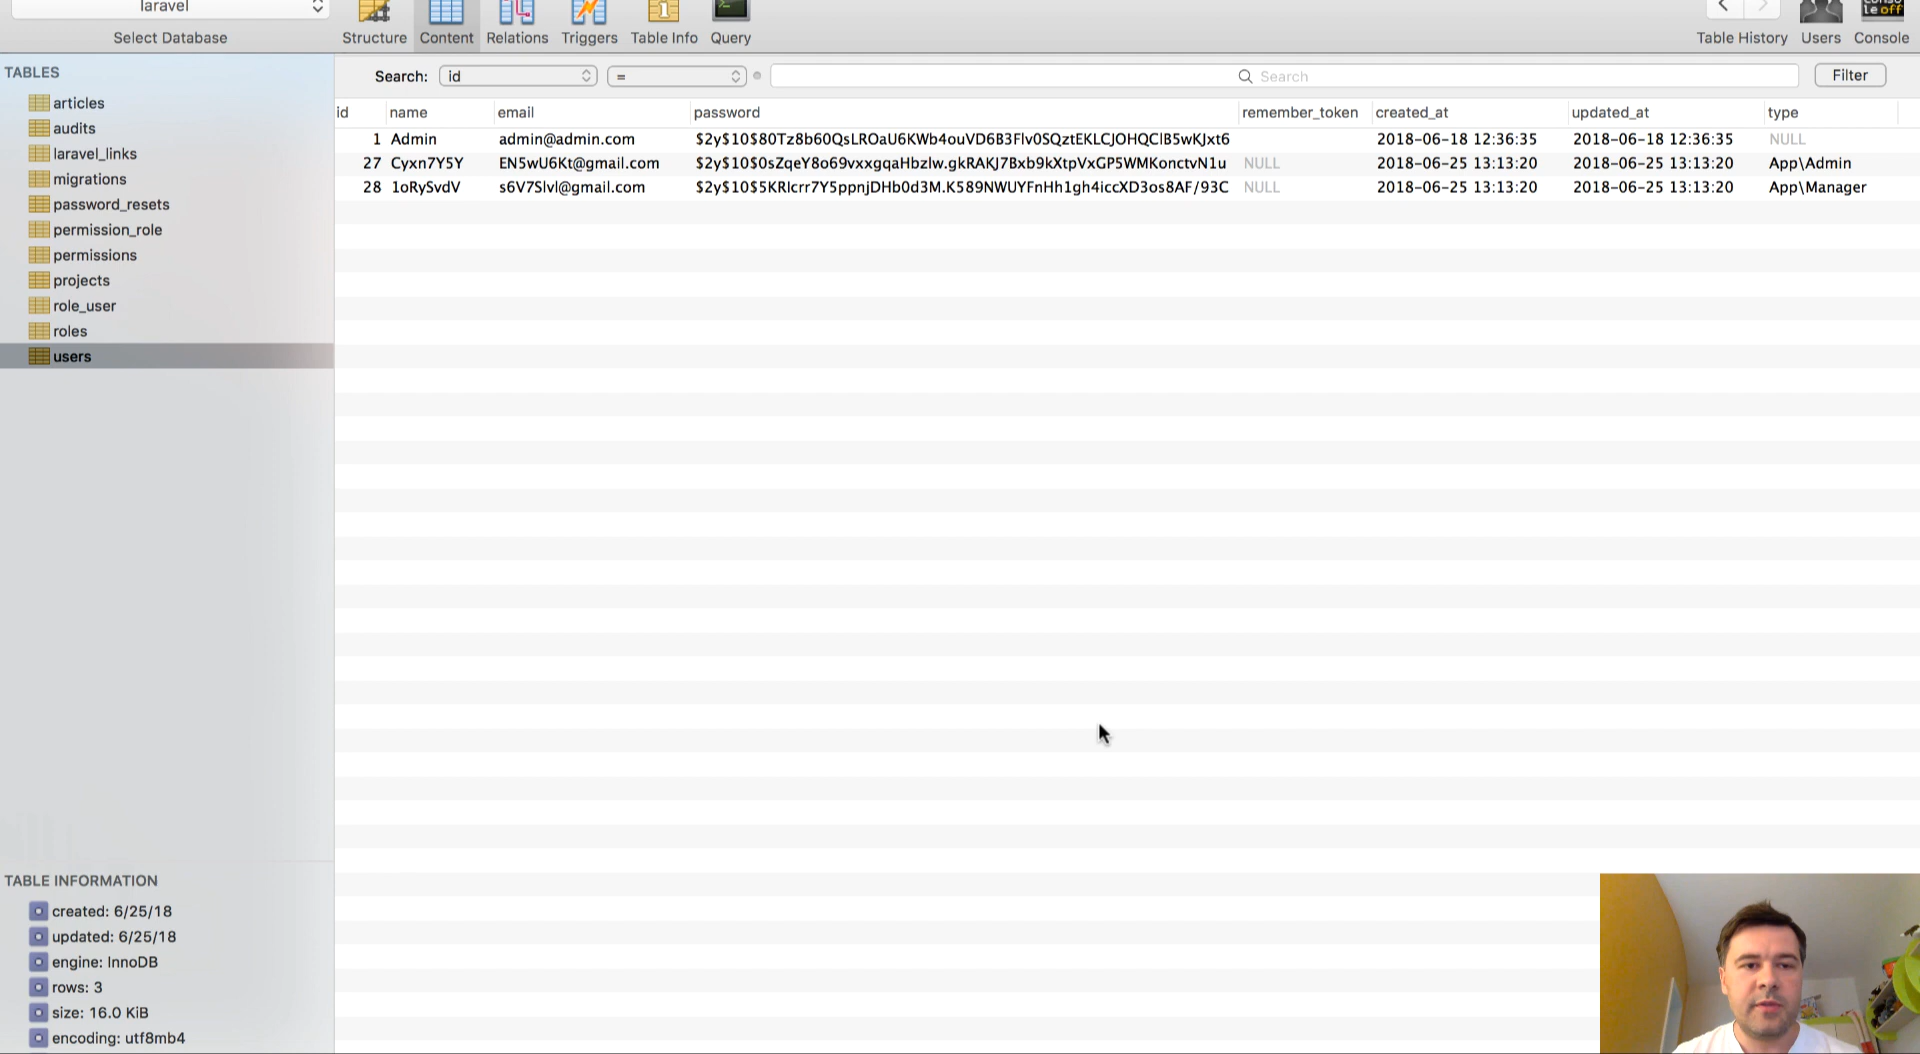 laravel
Select Database
Structure Content Relations Triggers Table Info Query
Table History Users Console
TABLES
articles
audits
laravel_links
migrations
password_resets
permission_role
permissions
projects
role_user
roles
users
Search: id = Search Filter
id name email password remember_token created_at updated_at type
1 Admin admin@admin.com $2y$10$80Tz8b60QsLROaU6KWb4ouVD6B3Flv0SQztEKLCJOHQClB5wKJxt6 2018-06-18 12:36:35 2018-06-18 12:36:35 NULL
27 Cyxn7Y5Y EN5wU6Kt@gmail.com $2y$10$0sZqeY8o69vxxgqaHbzlw.gkRAKJ7Bxb9kXtpVxGP5WMKonctvN1u NULL 2018-06-25 13:13:20 2018-06-25 13:13:20 App\Admin
28 1oRySvdV s6V7Slvl@gmail.com $2y$10$5KRlcrr7Y5ppnjDHb0d3M.K589NWUYFnHh1gh4iccXD3os8AF/93C NULL 2018-06-25 13:13:20 2018-06-25 13:13:20 App\Manager
TABLE INFORMATION
created: 6/25/18
updated: 6/25/18
engine: InnoDB
rows: 3
size: 16.0 KiB
encoding: utf8mb4